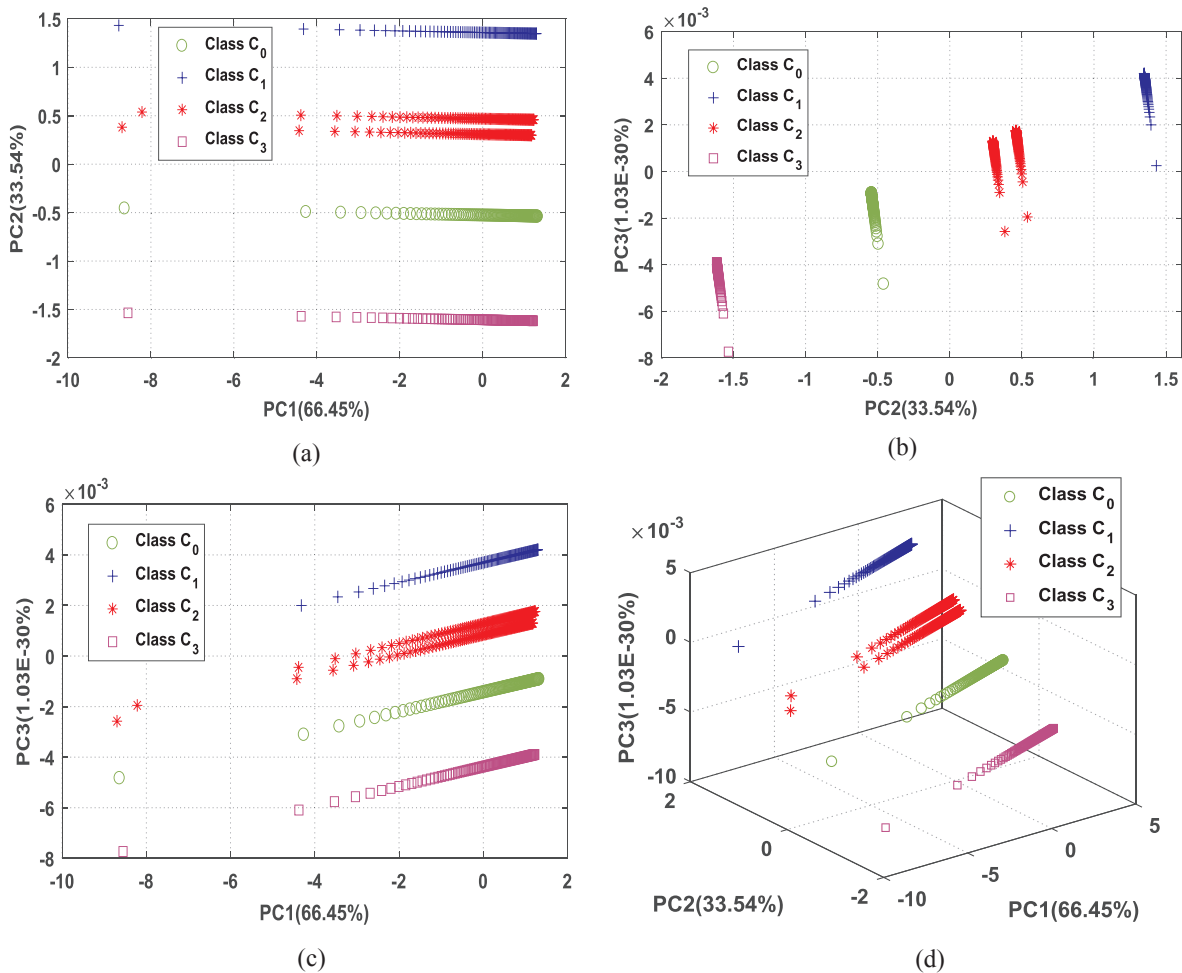 1.5
1
0.5
0
-0.5
-1
-1.5
-2
-10 -8 -6 -4 -2 0 2
PC2(33.54%)
PC1(66.45%)
Class C0
Class C1
Class C2
Class C3
(a)
×10-3
6
4
2
0
-2
-4
-6
-8
-2 -1.5 -1 -0.5 0 0.5 1 1.5
PC3(1.03E-30%)
PC2(33.54%)
Class C0
Class C1
Class C2
Class C3
(b)
×10-3
6
4
2
0
-2
-4
-6
-8
-10 -8 -6 -4 -2 0 2
PC3(1.03E-30%)
PC1(66.45%)
Class C0
Class C1
Class C2
Class C3
(c)
×10-3
5
0
-5
-10
2
0
-2
-10
-5
0
5
PC3(1.03E-30%)
PC2(33.54%)
PC1(66.45%)
Class C0
Class C1
Class C2
Class C3
(d)